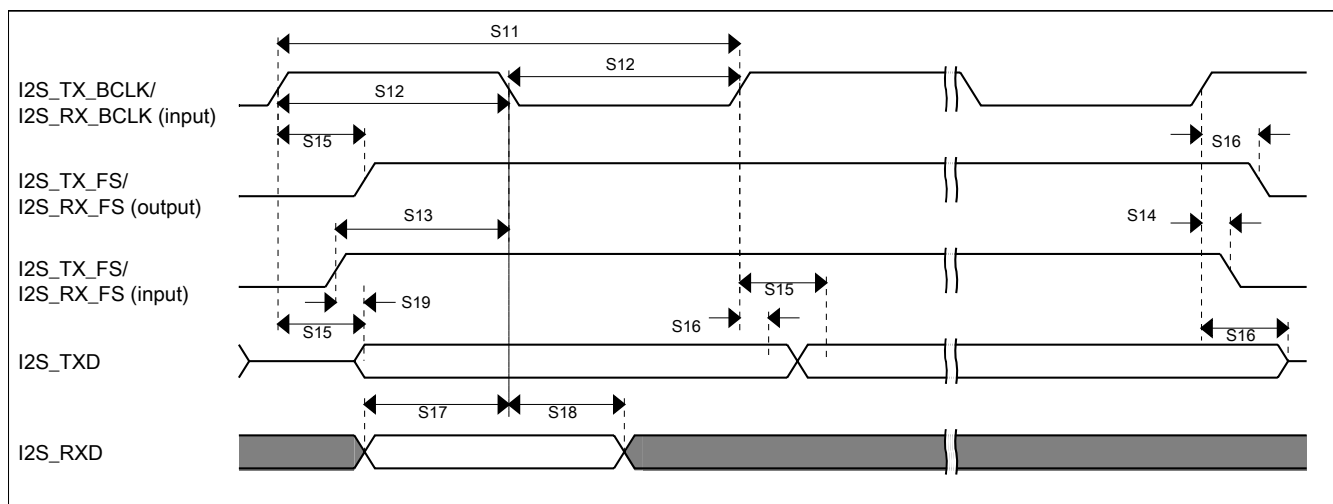 S11
I2S_TX_BCLK/
I2S_RX_BCLK (input)
S12
S12
S15
S16
I2S_TX_FS/
I2S_RX_FS (output)
S13
S14
I2S_TX_FS/
I2S_RX_FS (input)
S19
S15
S15
S16
S16
I2S_TXD
S17
S18
I2S_RXD